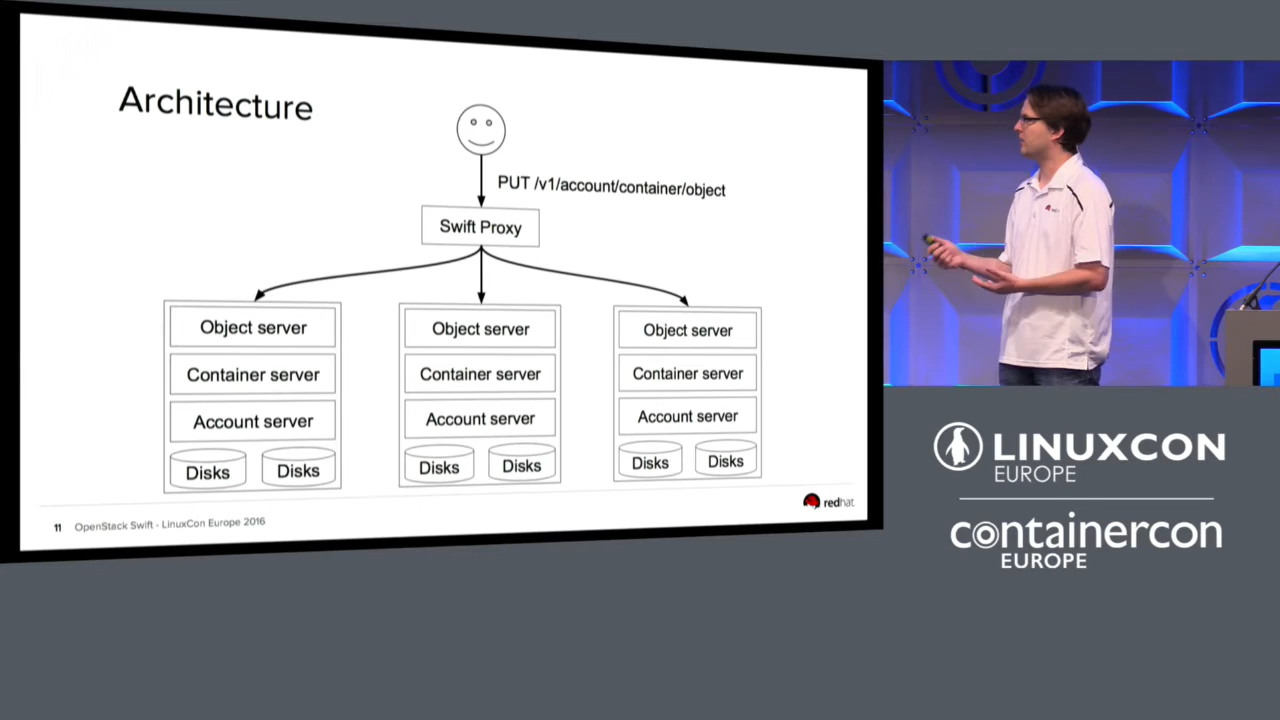 Architecture
PUT /v1/account/container/object
Swift Proxy
Object server
Container server
Account server
Disks Disks
Object server
Container server
Account server
Disks Disks
Object server
Container server
Account server
Disks Disks
11 OpenStack Swift - LinuxCon Europe 2016
redhat
LINUXCON
EUROPE
containercon
EUROPE